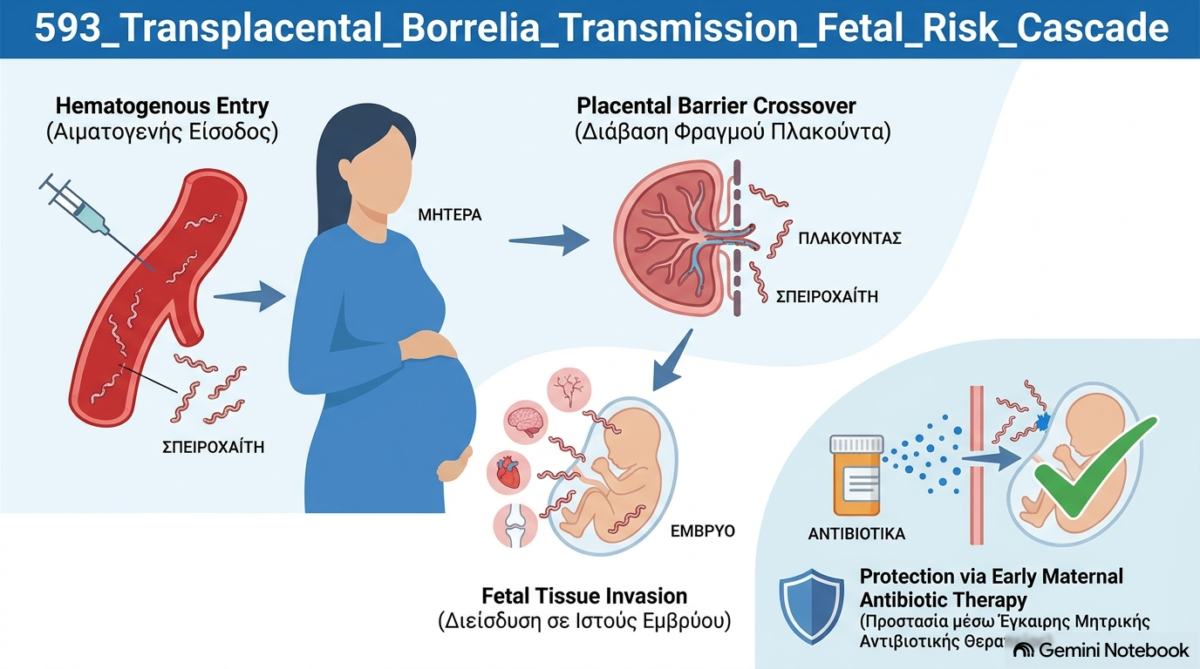 593_Transplacental_Borrelia_Transmission_Fetal_Risk_Cascade
Hematogenous Entry
(Αιματογενής Είσοδος)
ΣΠΕΙΡΟΧΑΙΤΗ
ΜΗΤΕΡΑ
Placental Barrier Crossover
(Διάβαση Φραγμού Πλακούντα)
ΠΛΑΚΟΥΝΤΑΣ
ΣΠΕΙΡΟΧΑΙΤΗ
ΕΜΒΡΥΟ
Fetal Tissue Invasion
(Διείσδυση σε Ιστούς Εμβρύου)
ΑΝΤΙΒΙΟΤΙΚΑ
Protection via Early Maternal
Antibiotic Therapy
(Προστασία μέσω Έγκαιρης Μητρικής
Αντιβιοτικής
Gemini Notebook